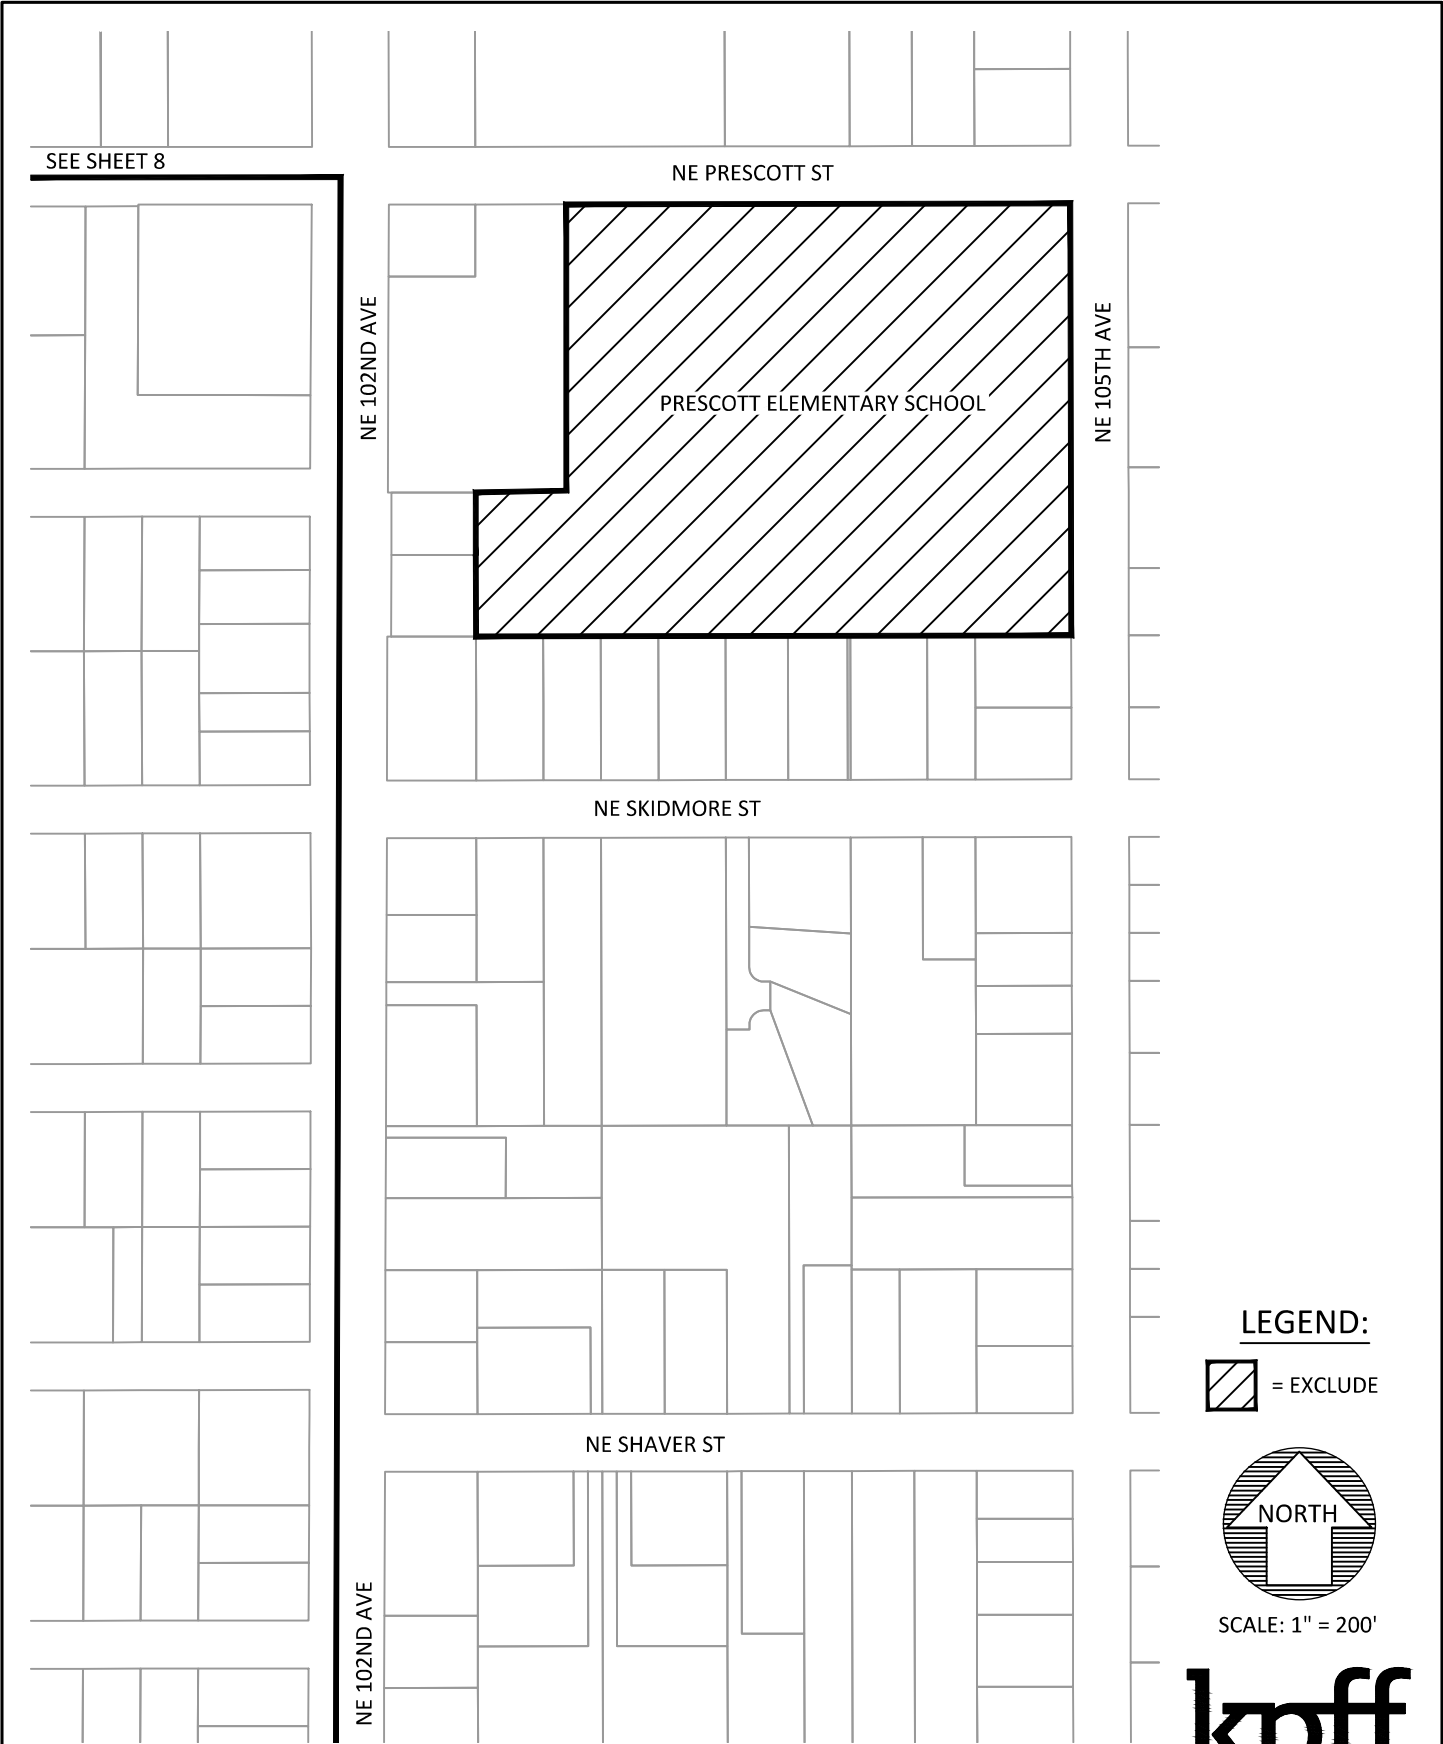 SEE SHEET 8
NE PRESCOTT ST
NE 102ND AVE
PRESCOTT ELEMENTARY SCHOOL
NE 105TH AVE
NE SKIDMORE ST
LEGEND:
= EXCLUDE
NE SHAVER ST
NORTH
NE 102ND AVE
SCALE: 1" = 200'
kpff